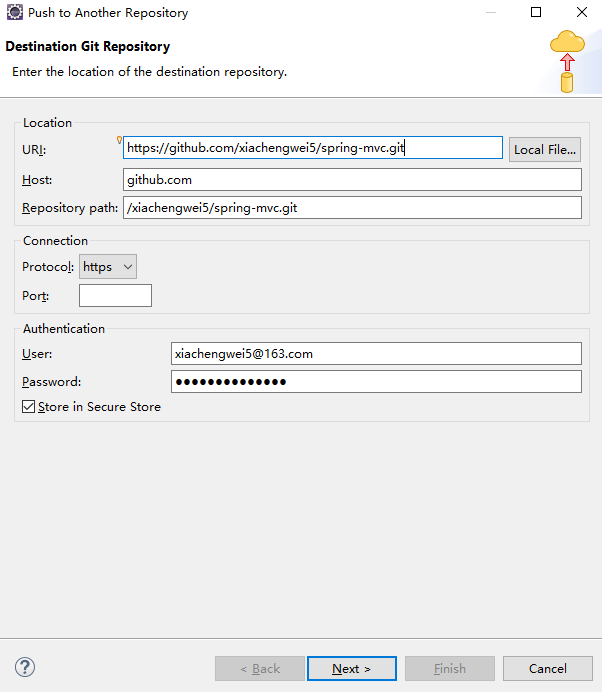 Push to Another Repository
Destination Git Repository
Enter the location of the destination repository.
Location
URI: https://github.com/xiachengwei5/spring-mvc.git Local File...
Host: github.com
Repository path: /xiachengwei5/spring-mvc.git
Connection
Protocol: https
Port:
Authentication
User: xiachengwei5@163.com
Password: ●●●●●●●●●●●●●●
Store in Secure Store
? < Back Next > Finish Cancel